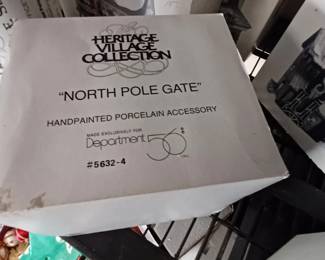 HERITAGE
VILLAGE
COLLECTION
"NORTH POLE GATE"
HANDPAINTED PORCELAIN ACCESSORY
MADE EXCLUSIVELY FOR
Department 56
#5632-4